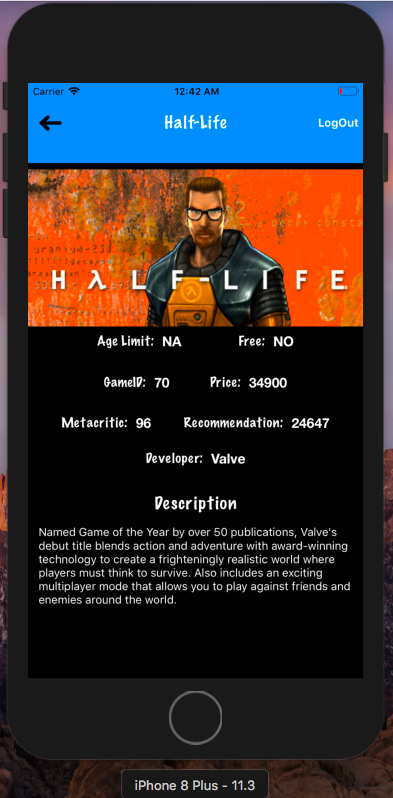 Carrier 12:42 AM
Half-Life LogOut
HλLF-LIFE
Age Limit: NA Free: NO
GameID: 70 Price: 34900
Metacritic: 96 Recommendation: 24647
Developer: Valve
Description
Named Game of the Year by over 50 publications, Valve's
debut title blends action and adventure with award-winning
technology to create a frighteningly realistic world where
players must think to survive. Also includes an exciting
multiplayer mode that allows you to play against friends and
enemies around the world.
iPhone 8 Plus - 11.3